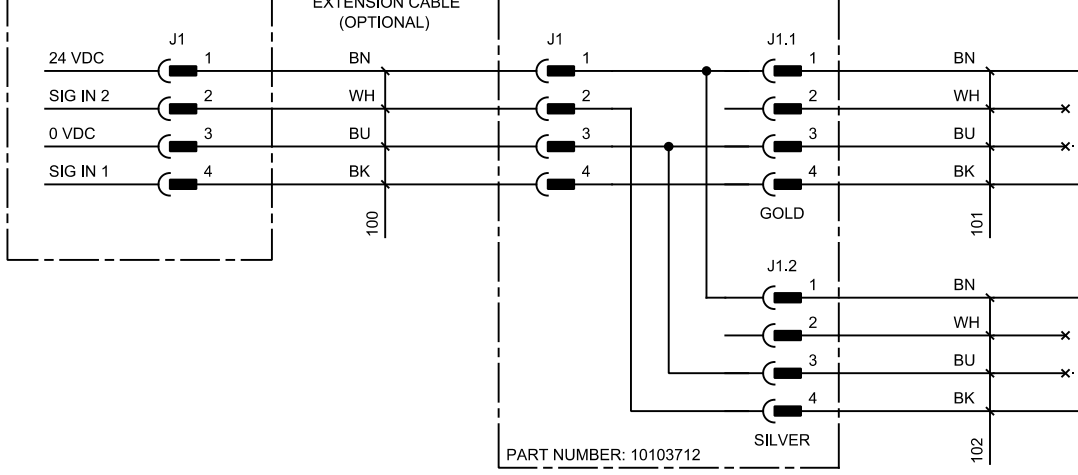 EXTENSION CABLE
(OPTIONAL)
J1
J1
J1.1
24 VDC 1 BN 1 1 BN
SIG IN 2 2 WH 2 2 WH
0 VDC 3 BU 3 3 BU
SIG IN 1 4 BK 4 4 BK
GOLD
100
101
J1.2
1 BN
2 WH
3 BU
4 BK
SILVER
102
PART NUMBER: 10103712